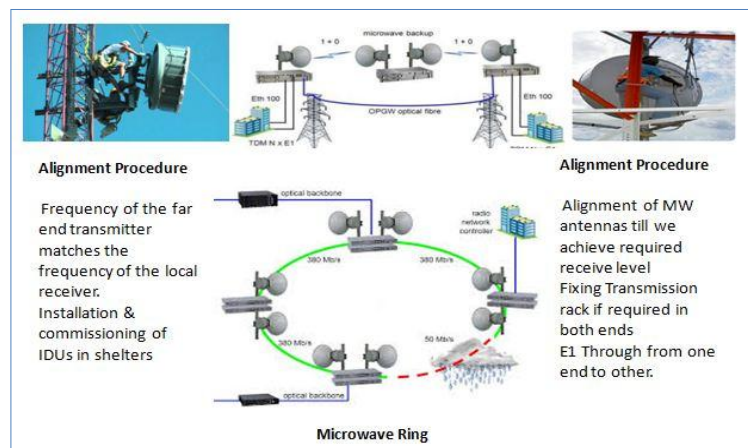 microwave backup
1 + 0
1 + 0
Eth 100
Eth 100
OPGW optical fibre
TDM N x E1
TDM N x E1
Alignment Procedure
Frequency of the far
end transmitter
matches the
frequency of the local
receiver.
Installation &
commissioning of
IDUs in shelters
optical backbone
radio
network
controller
380 Mb/s
380 Mb/s
380 Mb/s
50 Mb/s
optical backbone
Microwave Ring
Alignment Procedure
Alignment of MW
antennas till we
achieve required
receive level
Fixing Transmission
rack if required in
both ends
E1 Through from one
end to other.